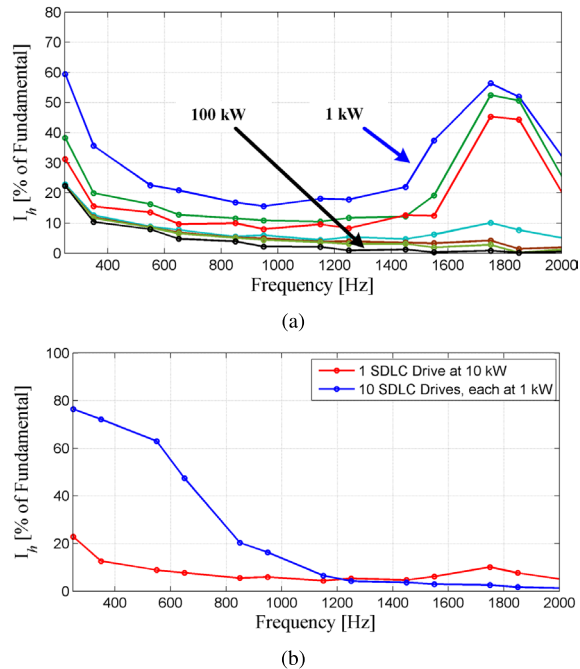 80
70
60
50
40
30
20
10
0
I_h [% of Fundamental]
100 kW
1 kW
400 600 800 1000 1200 1400 1600 1800 2000
Frequency [Hz]
(a)
100
80
60
40
20
0
I_h [% of Fundamental]
1 SDLC Drive at 10 kW
10 SDLC Drives, each at 1 kW
400 600 800 1000 1200 1400 1600 1800 2000
Frequency [Hz]
(b)